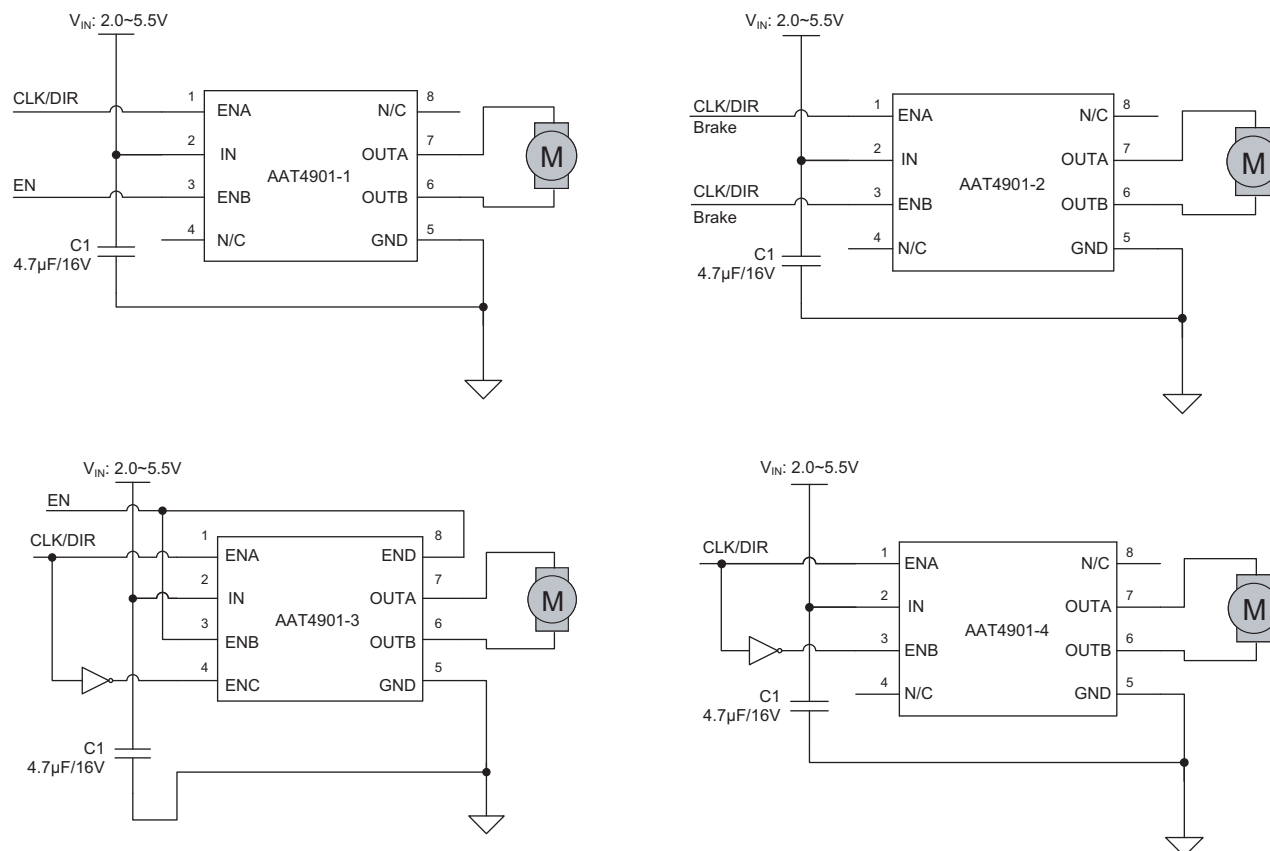 V_IN: 2.0~5.5V
CLK/DIR
1
ENA
N/C
8
2
IN
OUTA
7
M
AAT4901-1
EN
3
ENB
OUTB
6
4
N/C
GND
5
C1
4.7µF/16V
V_IN: 2.0~5.5V
CLK/DIR
Brake
1
ENA
N/C
8
2
IN
OUTA
7
M
AAT4901-2
CLK/DIR
Brake
3
ENB
OUTB
6
4
N/C
GND
5
C1
4.7µF/16V
V_IN: 2.0~5.5V
EN
CLK/DIR
1
ENA
END
8
2
IN
OUTA
7
M
AAT4901-3
3
ENB
OUTB
6
4
ENC
GND
5
C1
4.7µF/16V
V_IN: 2.0~5.5V
CLK/DIR
1
ENA
N/C
8
2
IN
OUTA
7
M
AAT4901-4
3
ENB
OUTB
6
4
N/C
GND
5
C1
4.7µF/16V